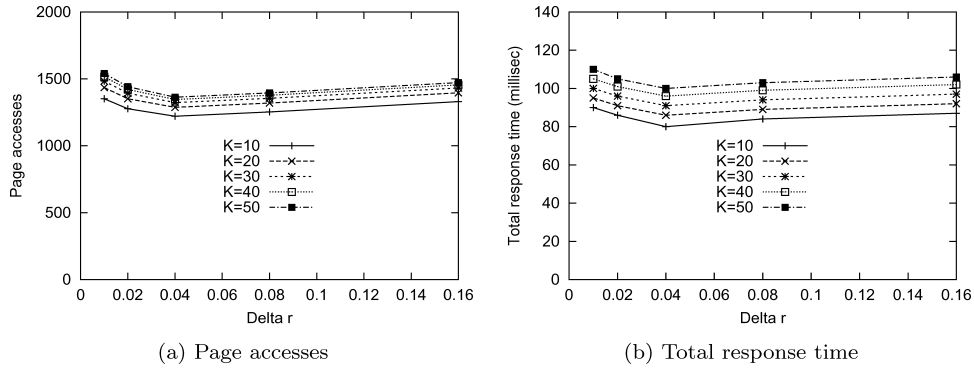 2000
1500
1000
500
0
Page accesses
K=10
K=20
K=30
K=40
K=50
0 0.02 0.04 0.06 0.08 0.1 0.12 0.14 0.16
Delta r
(a) Page accesses
140
120
100
80
60
40
20
0
Total response time (millisec)
K=10
K=20
K=30
K=40
K=50
0 0.02 0.04 0.06 0.08 0.1 0.12 0.14 0.16
Delta r
(b) Total response time